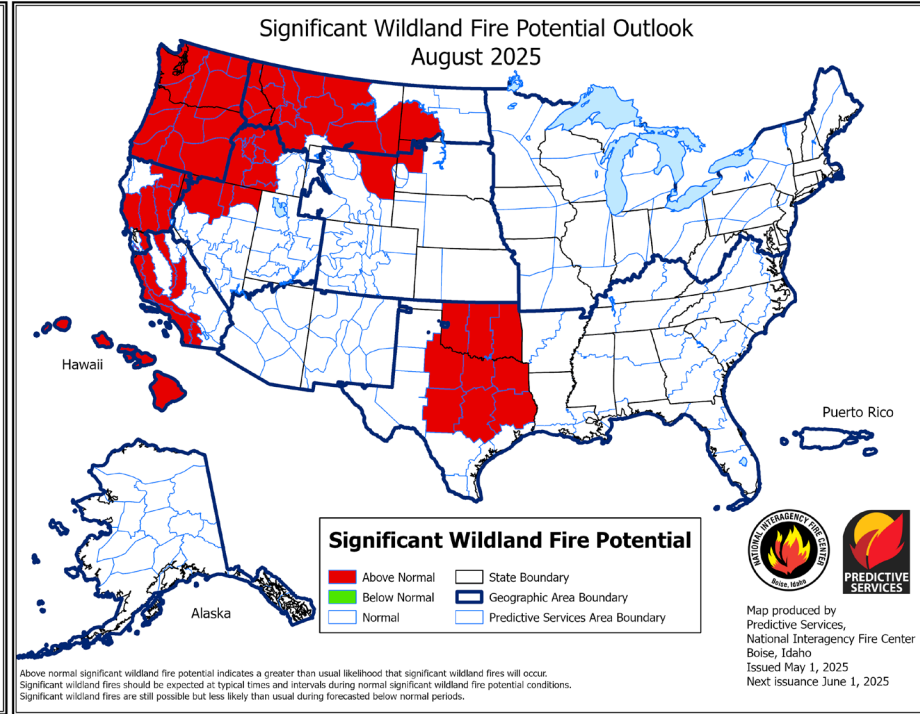 Significant Wildland Fire Potential Outlook
August 2025
Hawaii
Puerto Rico
Alaska
Significant Wildland Fire Potential
Above Normal
State Boundary
Below Normal
Geographic Area Boundary
Normal
Predictive Services Area Boundary
NATIONAL INTERAGENCY FIRE CENTER
Boise, Idaho
PREDICTIVE
SERVICES
Map produced by
Predictive Services,
National Interagency Fire Center
Boise, Idaho
Issued May 1, 2025
Next issuance June 1, 2025
Above normal significant wildland fire potential indicates a greater than usual likelihood that significant wildland fires will occur.
Significant wildland fires should be expected at typical times and intervals during normal significant wildland fire potential conditions.
Significant wildland fires are still possible but less likely than usual during forecasted below normal periods.